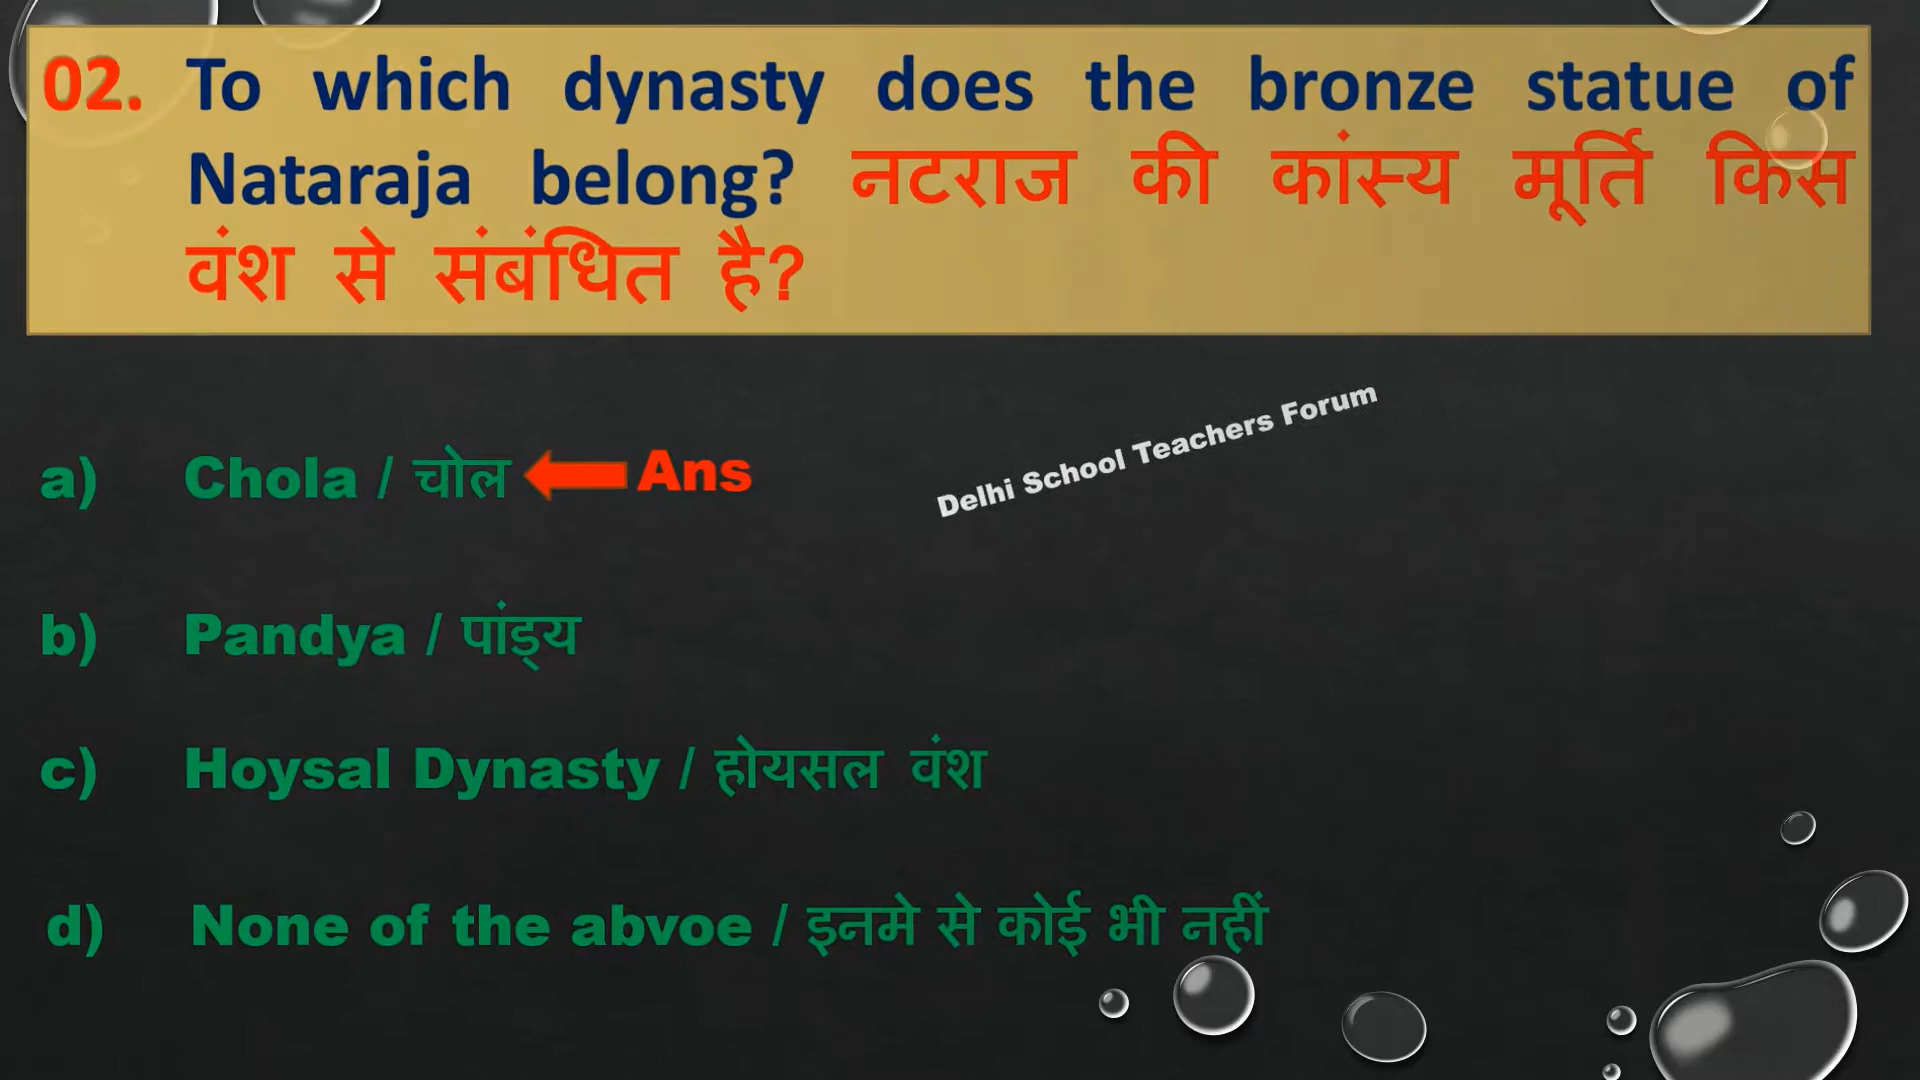 02. To which dynasty does the bronze statue of
Nataraja belong? नटराज की कांस्य मूर्ति किस
वंश से संबंधित है?
Delhi School Teachers Forum
a) Chola / चोल Ans
b) Pandya / पांड्य
c) Hoysal Dynasty / होयसल वंश
d) None of the abvoe / इनमे से कोई भी नहीं